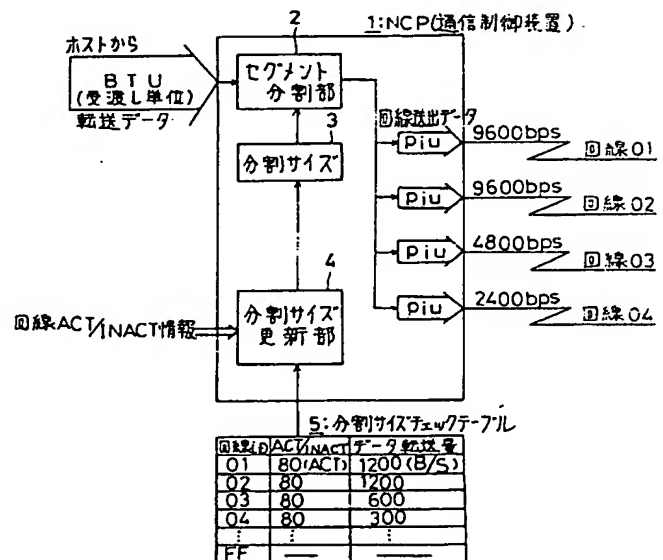 1:NCP(通信制御装置)
2
ホストから
BTU
(受渡し単位)
転送データ
セグメント
分割部
回線送出データ
3
分割サイズ
Piu
9600bps
回線01
Piu
9600bps
回線02
Piu
4800bps
回線03
Piu
2400bps
回線04
4
分割サイズ
更新部
回線ACT/iNACT情報
5:分割サイズチェックテーブル
回線iD ACT/iNACT データ転送量
01 80(ACT) 1200(B/S)
02 80 1200
03 80 600
04 80 300
⋮ ⋮ ⋮
FF — —